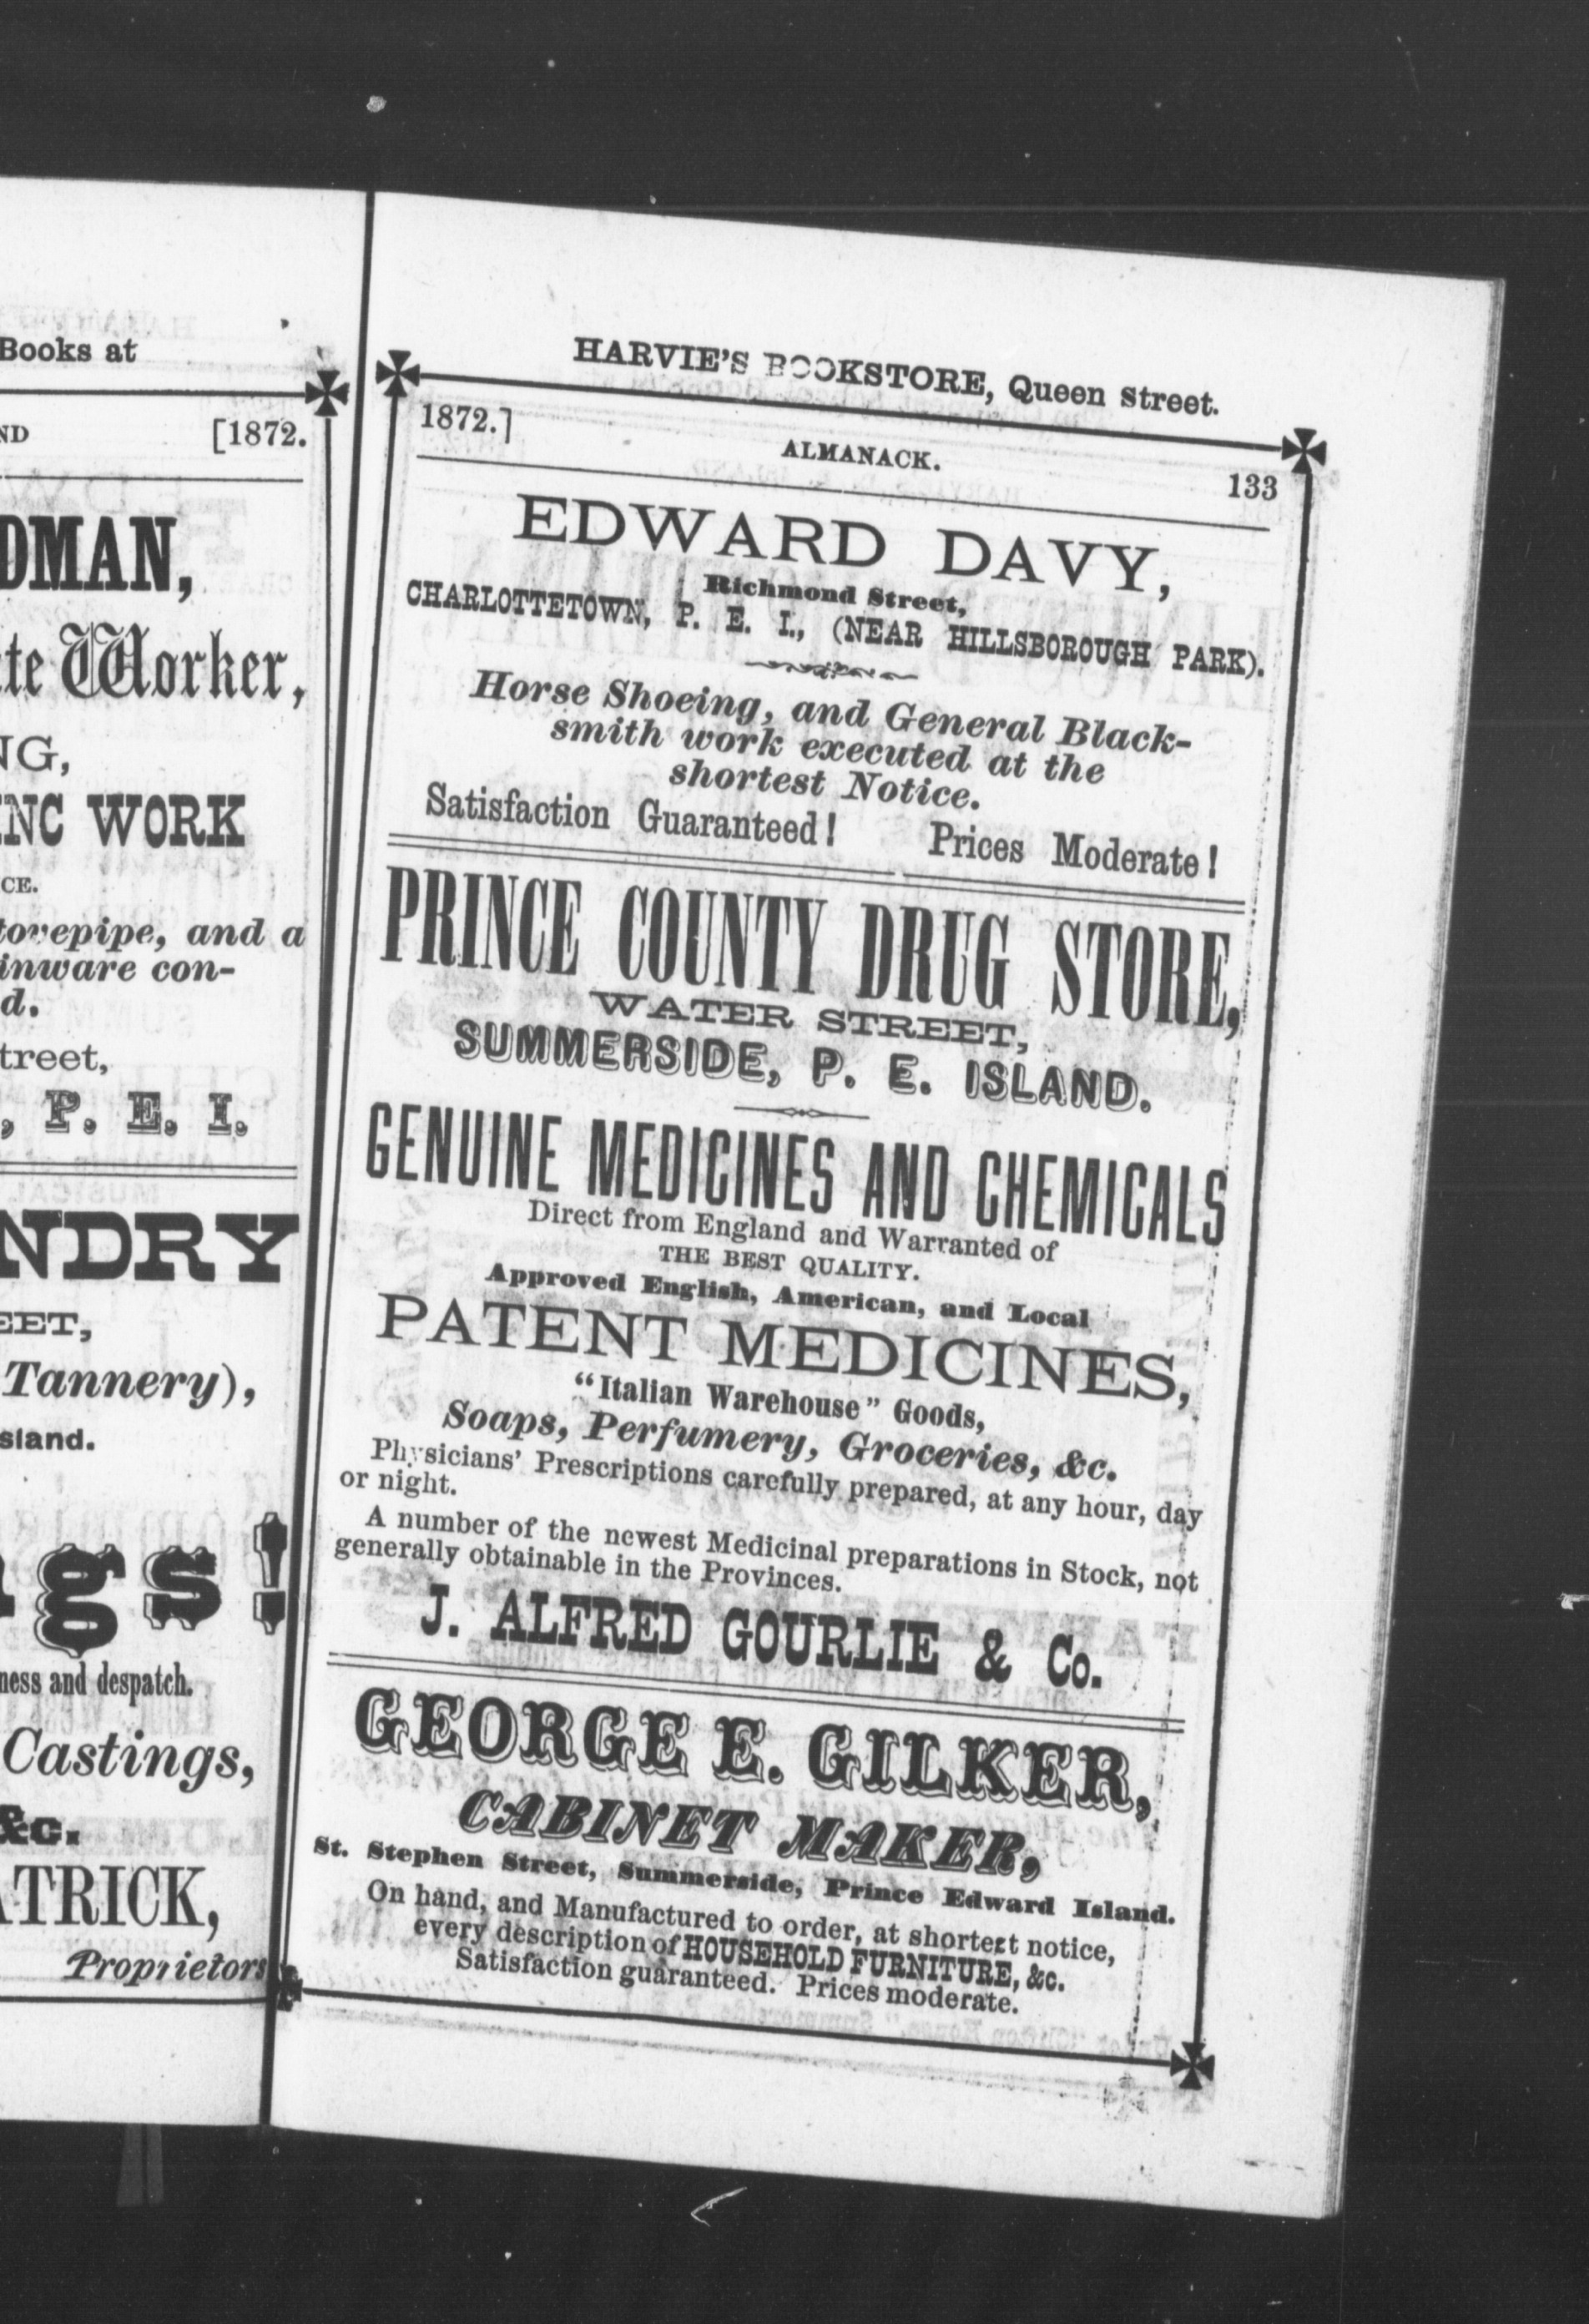 Books at
ND [1872.
DMAN,
te Worker,
NG,
INC WORK
CE.
tovepipe, and a
inware con-
d.
treet,
, P. E. I.
NDRY
EET,
Tannery),
sland.
gs!
ness and despatch.
Castings,
&c.
ATRICK,
Proprietors
HARVIE'S BOOKSTORE, Queen Street.
1872.] ALMANACK. 133
EDWARD DAVY,
Richmond Street,
CHARLOTTETOWN, P. E. I., (NEAR HILLSBOROUGH PARK).
Horse Shoeing, and General Black-
smith work executed at the
shortest Notice.
Satisfaction Guaranteed! Prices Moderate!
PRINCE COUNTY DRUG STORE,
WATER STREET,
SUMMERSIDE, P. E. ISLAND.
GENUINE MEDICINES AND CHEMICALS
Direct from England and Warranted of
THE BEST QUALITY.
Approved English, American, and Local
PATENT MEDICINES,
"Italian Warehouse" Goods,
Soaps, Perfumery, Groceries, &c.
Physicians' Prescriptions carefully prepared, at any hour, day
or night.
A number of the newest Medicinal preparations in Stock, not
generally obtainable in the Provinces.
J. ALFRED GOURLIE & Co.
GEORGE E. GILKER,
CABINET MAKER,
St. Stephen Street, Summerside, Prince Edward Island.
On hand, and Manufactured to order, at shortest notice,
every description of HOUSEHOLD FURNITURE, &c.
Satisfaction guaranteed. Prices moderate.